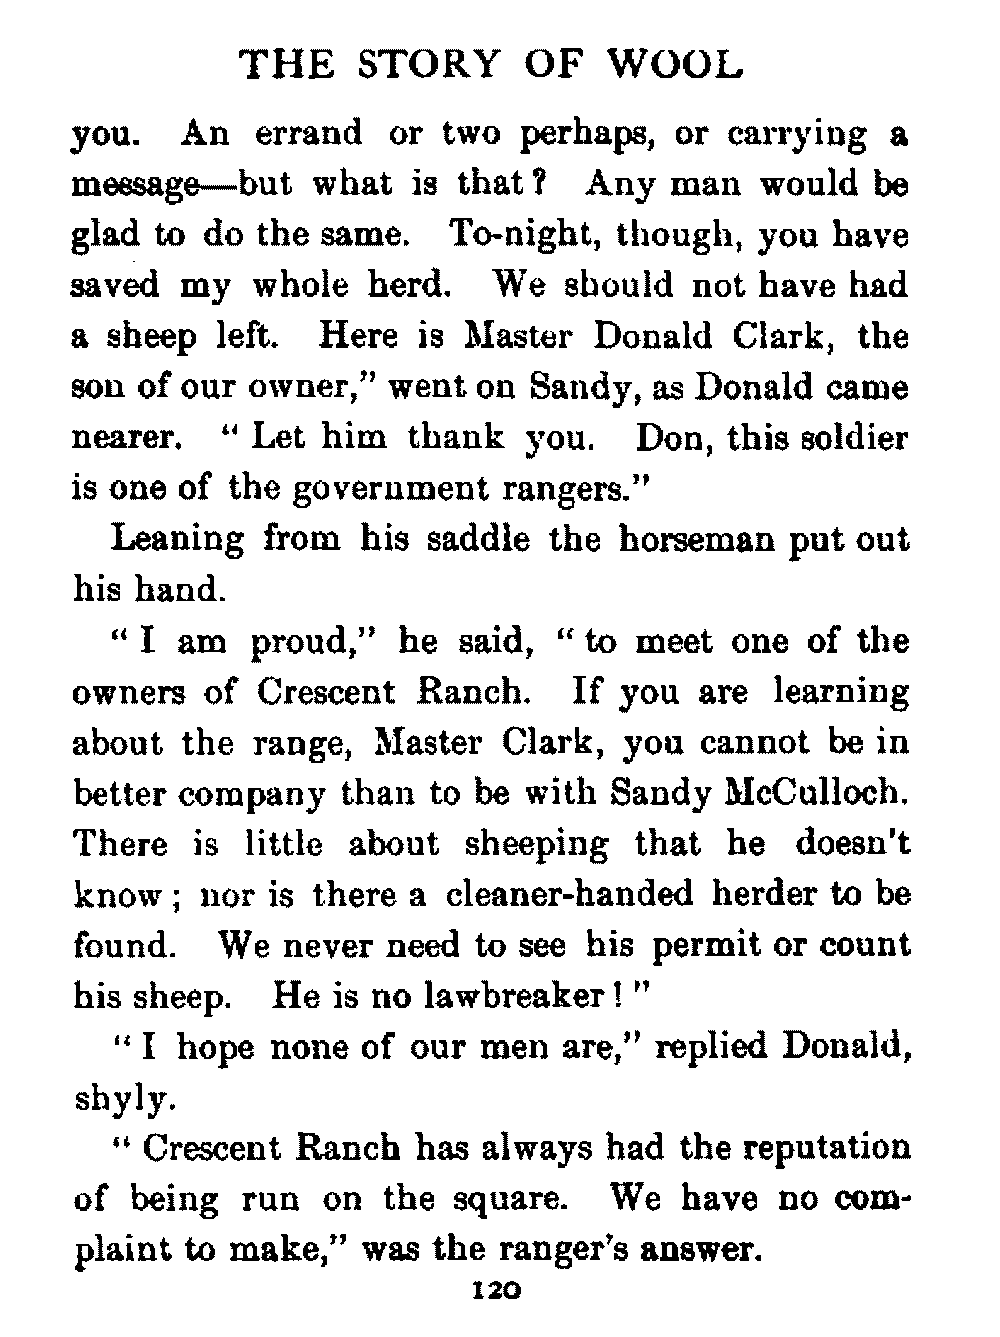 THE STORY OF WOOL
you. An errand or two perhaps, or carrying a
message—but what is that? Any man would be
glad to do the same. To-night, though, you have
saved my whole herd. We should not have had
a sheep left. Here is Master Donald Clark, the
son of our owner,” went on Sandy, as Donald came
nearer. “ Let him thank you. Don, this soldier
is one of the government rangers.”
Leaning from his saddle the horseman put out
his hand.
“ I am proud,” he said, “ to meet one of the
owners of Crescent Ranch. If you are learning
about the range, Master Clark, you cannot be in
better company than to be with Sandy McCulloch.
There is little about sheeping that he doesn't
know ; nor is there a cleaner-handed herder to be
found. We never need to see his permit or count
his sheep. He is no lawbreaker ! ”
“ I hope none of our men are,” replied Donald,
shyly.
“ Crescent Ranch has always had the reputation
of being run on the square. We have no com-
plaint to make,” was the ranger's answer.
120